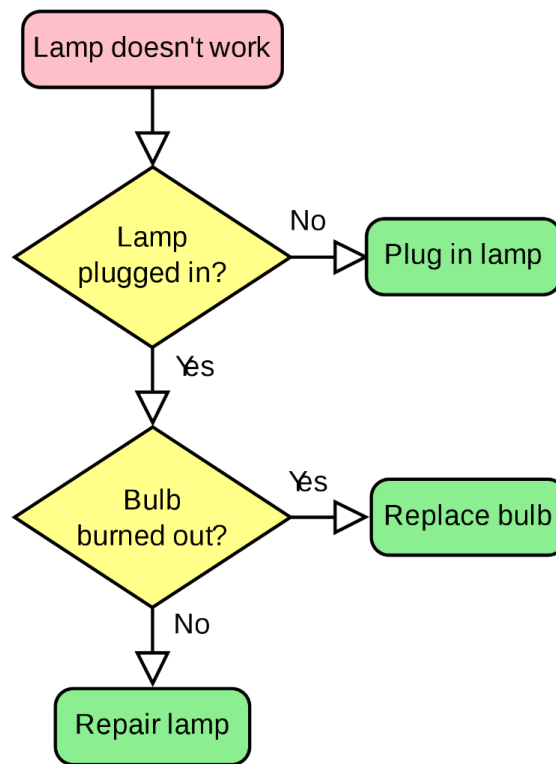 Lamp doesn't work
Lamp
plugged in?
No
Plug in lamp
Yes
Bulb
burned out?
Yes
Replace bulb
No
Repair lamp